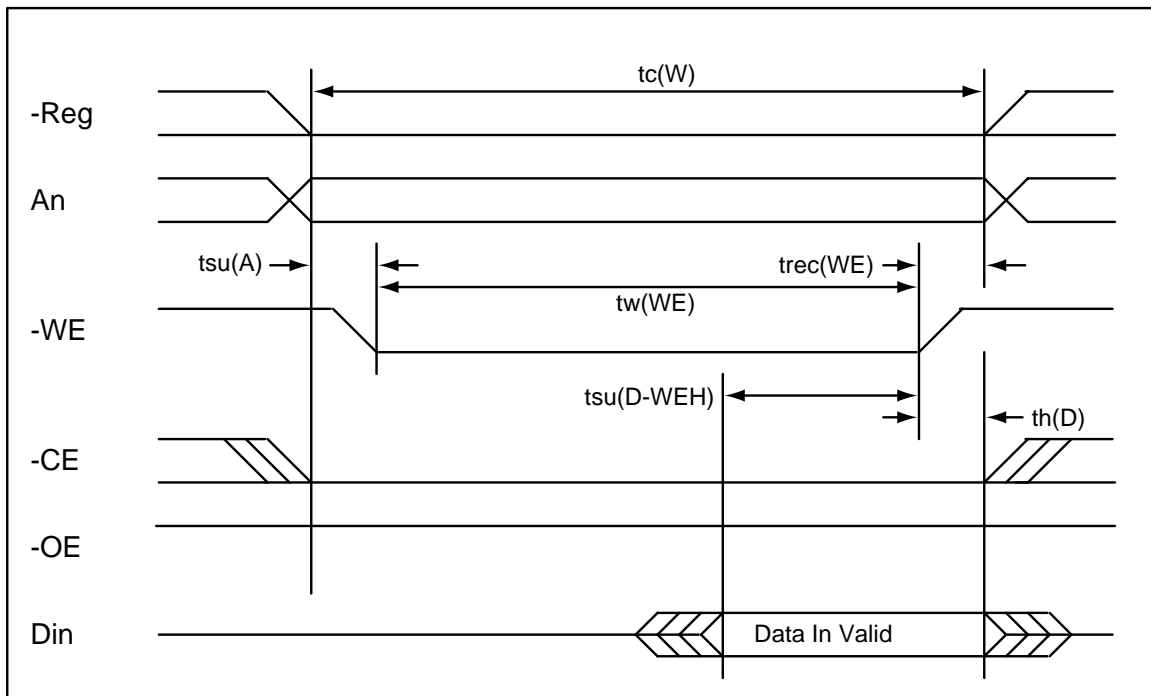 tc(W)
-Reg
An
tsu(A)
trec(WE)
tw(WE)
-WE
tsu(D-WEH)
th(D)
-CE
-OE
Din
Data In Valid